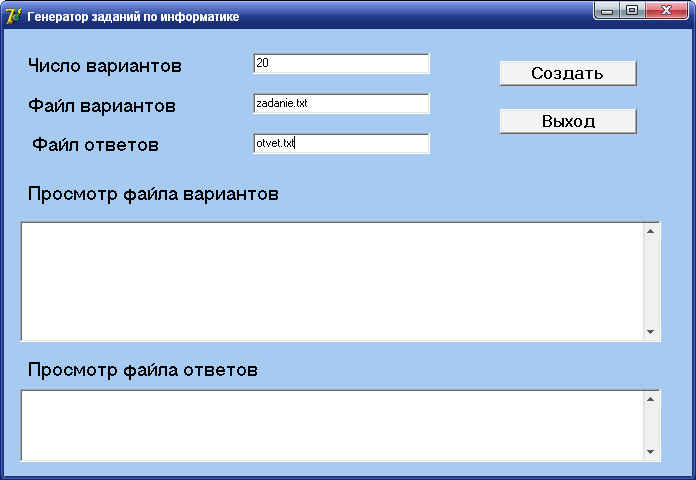 Генератор заданий по информатике
Число вариантов
20
Создать
Файл вариантов
zadanie.txt
Выход
Файл ответов
otvet.txt
Просмотр файла вариантов
Просмотр файла ответов